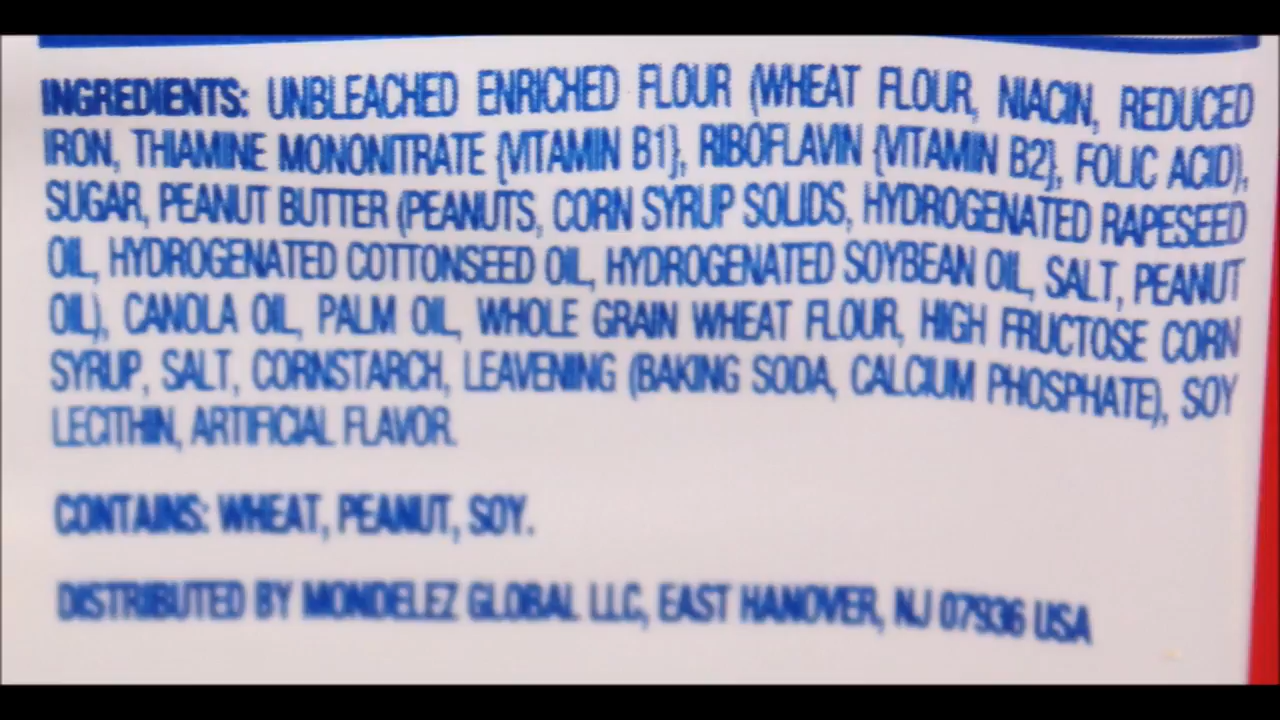 INGREDIENTS: UNBLEACHED ENRICHED FLOUR (WHEAT FLOUR, NIACIN, REDUCED
IRON, THIAMINE MONONITRATE {VITAMIN B1}, RIBOFLAVIN {VITAMIN B2}, FOLIC ACID),
SUGAR, PEANUT BUTTER (PEANUTS, CORN SYRUP SOLIDS, HYDROGENATED RAPESEED
OIL, HYDROGENATED COTTONSEED OIL, HYDROGENATED SOYBEAN OIL, SALT, PEANUT
OIL), CANOLA OIL, PALM OIL, WHOLE GRAIN WHEAT FLOUR, HIGH FRUCTOSE CORN
SYRUP, SALT, CORNSTARCH, LEAVENING (BAKING SODA, CALCIUM PHOSPHATE), SOY
LECITHIN, ARTIFICIAL FLAVOR.
CONTAINS: WHEAT, PEANUT, SOY.
DISTRIBUTED BY MONDELEZ GLOBAL LLC, EAST HANOVER, NJ 07936 USA